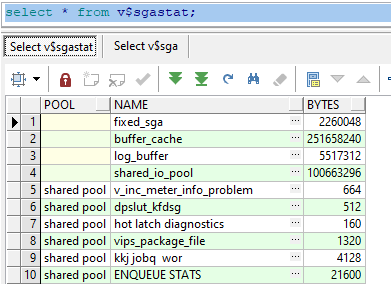 select * from v$sgastat;
Select v$sgastat Select v$sga
POOL NAME BYTES
1 fixed_sga ... 2260048
2 buffer_cache ... 251658240
3 log_buffer ... 5517312
4 shared_io_pool ... 100663296
5 shared pool v_inc_meter_info_problem ... 664
6 shared pool dpslut_kfdsg ... 512
7 shared pool hot latch diagnostics ... 160
8 shared pool vips_package_file ... 1320
9 shared pool kkj jobq wor ... 4128
10 shared pool ENQUEUE STATS ... 21600